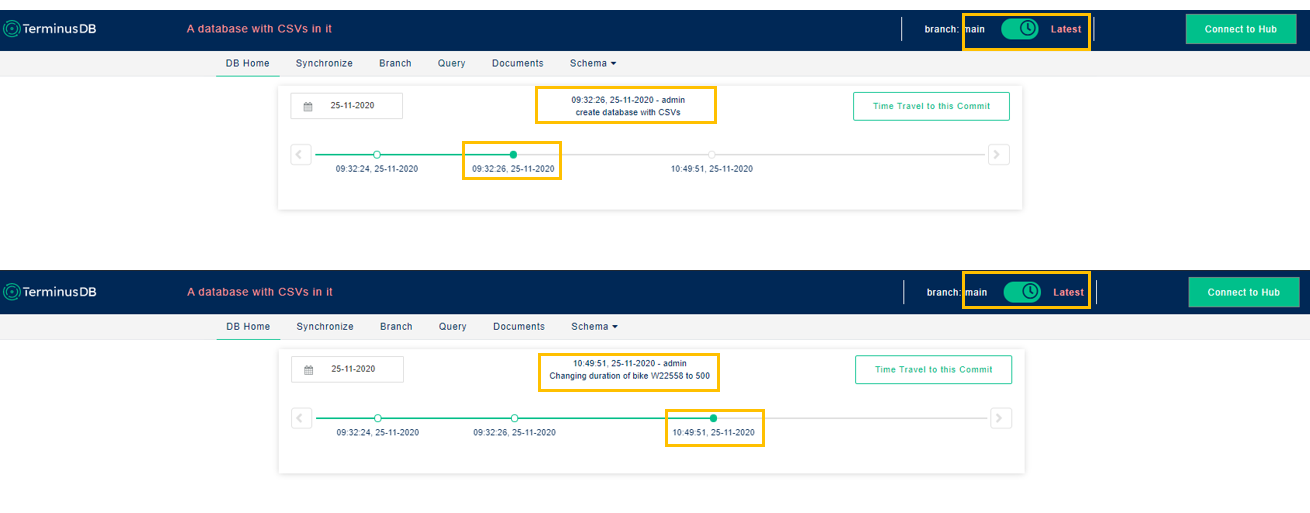 TerminusDB A database with CSVs in it branch: main Latest Connect to Hub
DB Home Synchronize Branch Query Documents Schema
25-11-2020 09:32:26, 25-11-2020 - admin Time Travel to this Commit
create database with CSVs
09:32:24, 25-11-2020 09:32:26, 25-11-2020 10:49:51, 25-11-2020
TerminusDB A database with CSVs in it branch: main Latest Connect to Hub
DB Home Synchronize Branch Query Documents Schema
25-11-2020 10:49:51, 25-11-2020 - admin Time Travel to this Commit
Changing duration of bike W22558 to 500
09:32:24, 25-11-2020 09:32:26, 25-11-2020 10:49:51, 25-11-2020